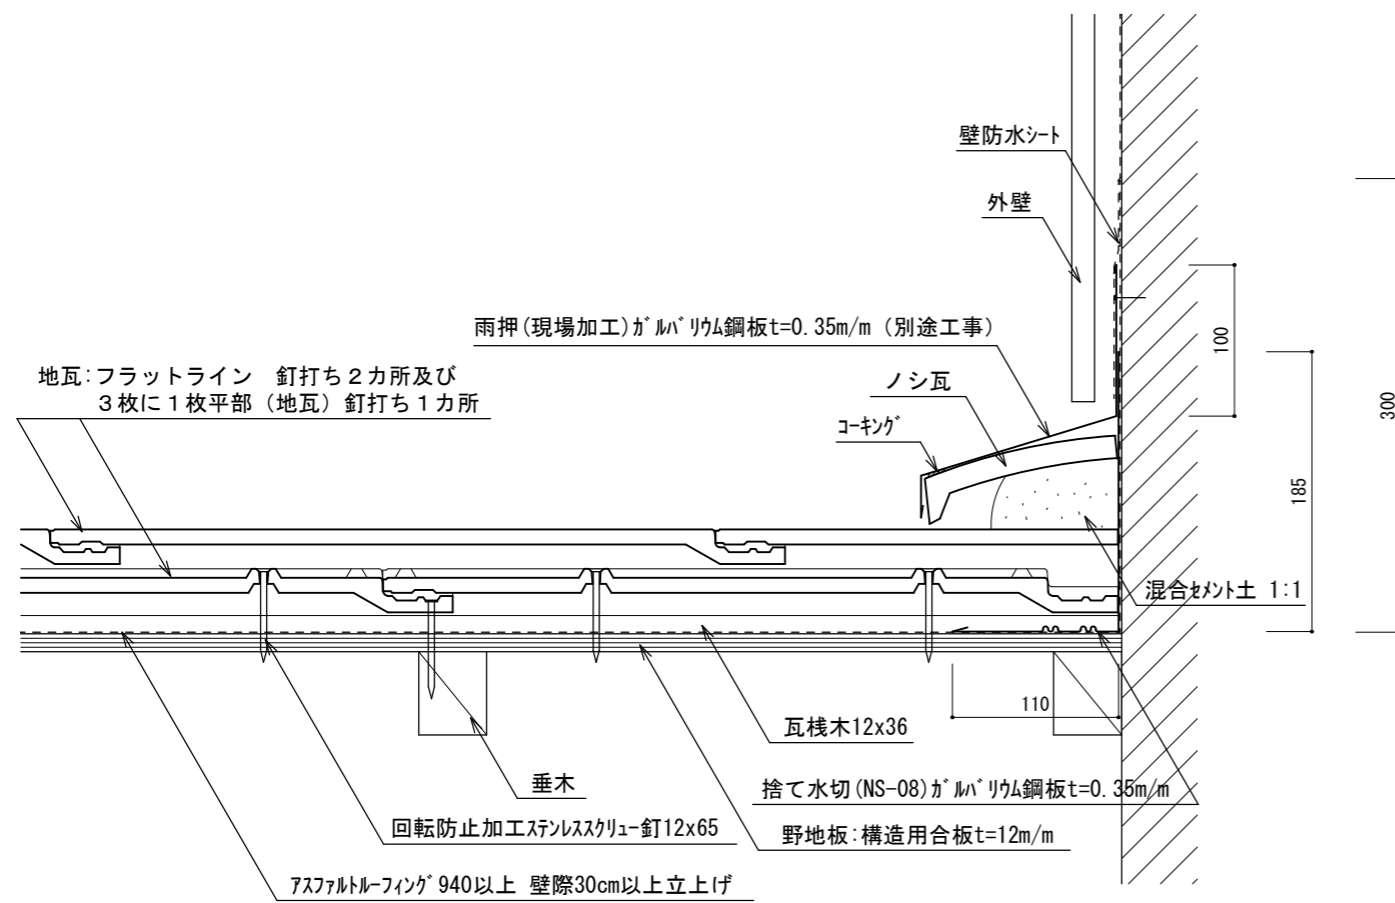 壁防水ｼｰﾄ
外壁
雨押(現場加工)ｶﾞﾙﾊﾞﾘｳﾑ鋼板t=0.35m/m (別途工事)
100
地瓦:フラットライン　釘打ち２カ所及び
３枚に１枚平部（地瓦）釘打ち１カ所
ノシ瓦
ｺｰｷﾝｸﾞ
300
185
混合ｾﾒﾝﾄ土 1:1
110
瓦桟木12x36
垂木
捨て水切(NS-08)ｶﾞﾙﾊﾞﾘｳﾑ鋼板t=0.35m/m
回転防止加工ｽﾃﾝﾚｽｽｸﾘｭｰ釘12x65
野地板:構造用合板t=12m/m
ｱｽﾌｧﾙﾄﾙｰﾌｨﾝｸﾞ940以上 壁際30cm以上立上げ